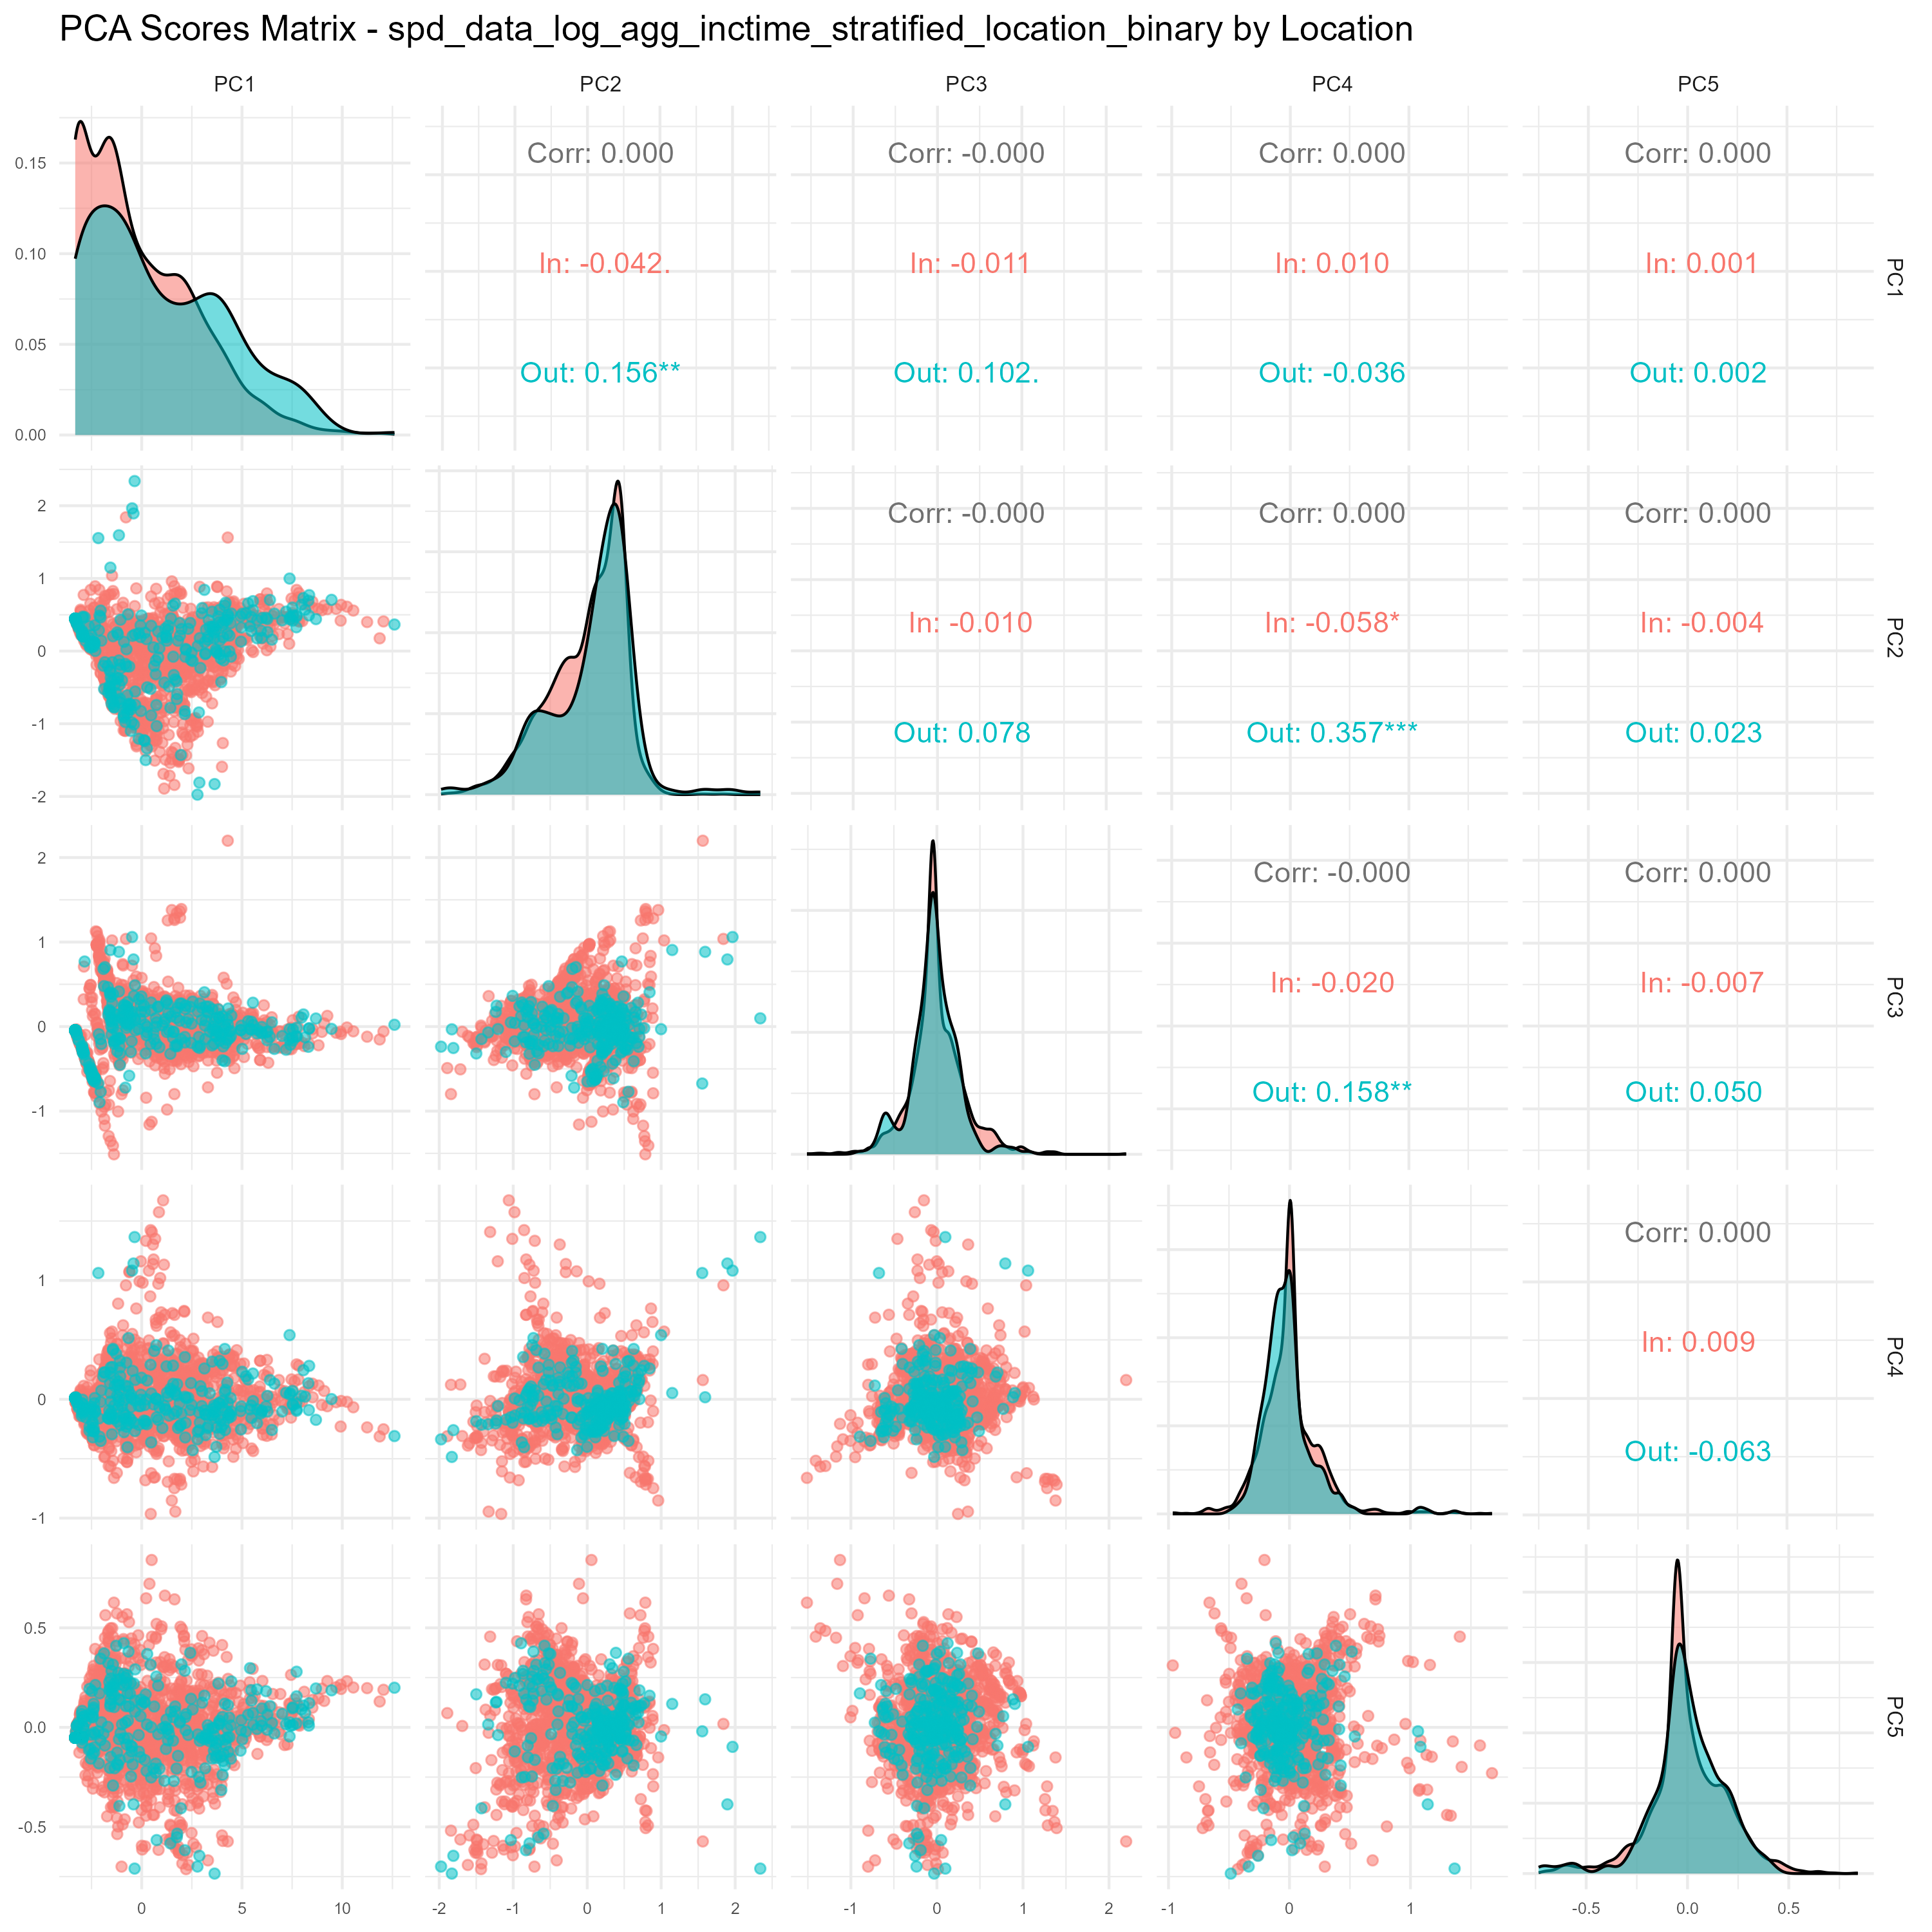 PCA Scores Matrix - spd_data_log_agg_inctime_stratified_location_binary by Location
PC1 PC2 PC3 PC4 PC5
0.15
0.10
0.05
0.00
Corr: 0.000 Corr: -0.000 Corr: 0.000 Corr: 0.000
In: -0.042. In: -0.011 In: 0.010 In: 0.001
Out: 0.156** Out: 0.102. Out: -0.036 Out: 0.002
PC1
2
1
0
-1
-2
Corr: -0.000 Corr: 0.000 Corr: 0.000
In: -0.010 In: -0.058* In: -0.004
Out: 0.078 Out: 0.357*** Out: 0.023
PC2
2
1
0
-1
Corr: -0.000 Corr: 0.000
In: -0.020 In: -0.007
Out: 0.158** Out: 0.050
PC3
1
0
-1
Corr: 0.000
In: 0.009
Out: -0.063
PC4
0.5
0.0
-0.5
PC5
0 5 10 -2 -1 0 1 2 -1 0 1 2 -1 0 1 -0.5 0.0 0.5